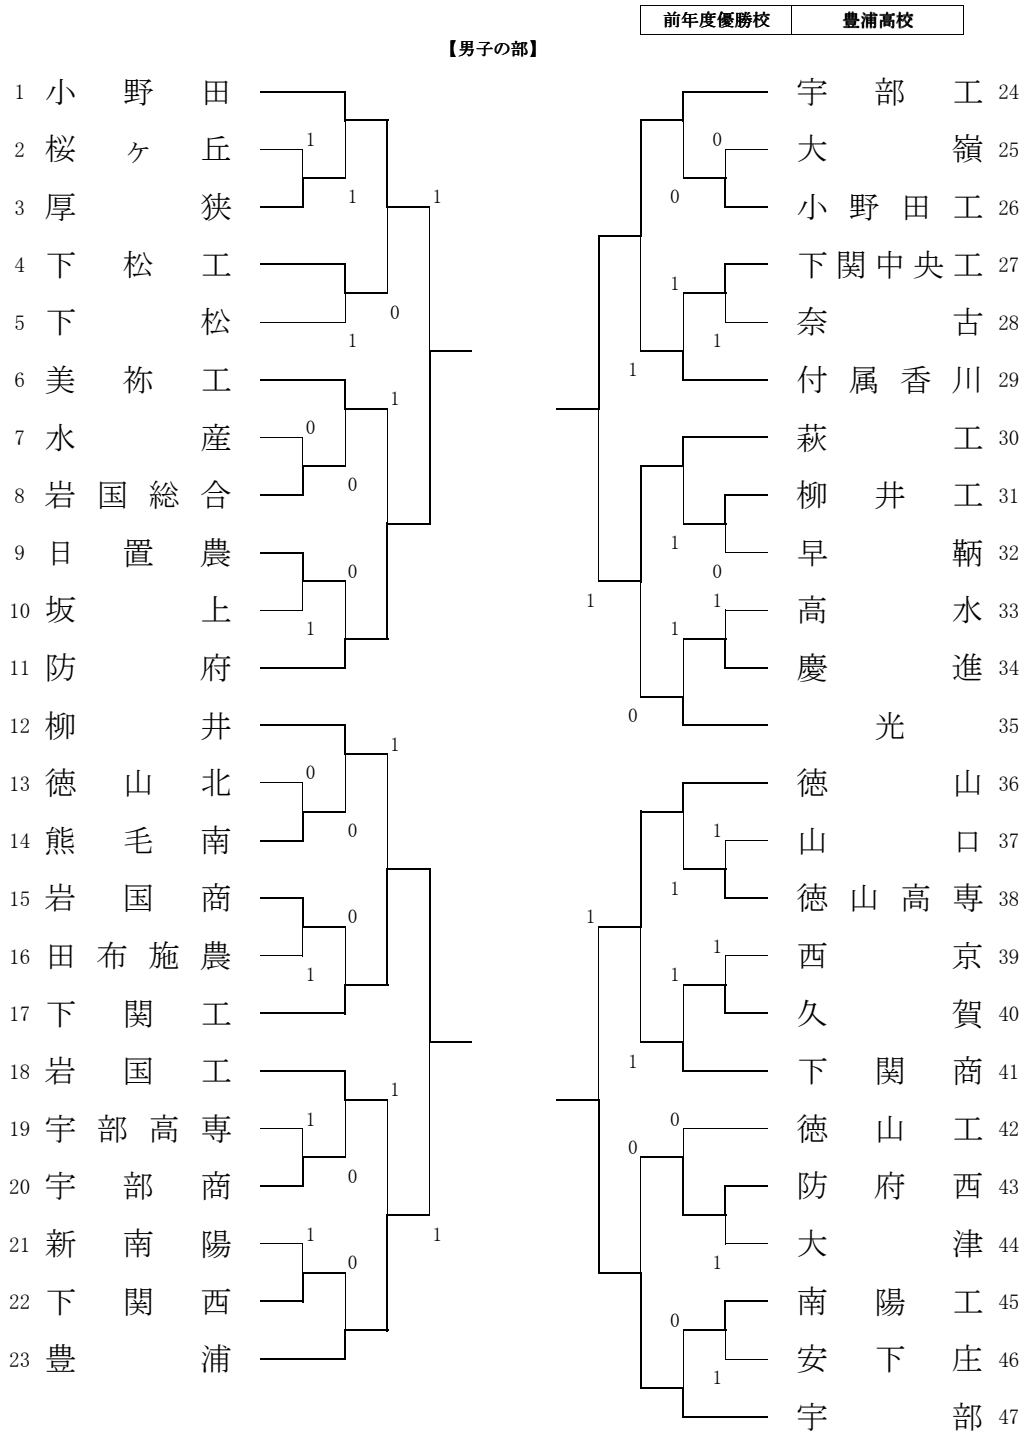 前年度優勝校 豊浦高校
【男子の部】
1 小野田
1
2 桜ヶ丘
1
3 厚狭
1
4 下松工
0
5 下松
1
6 美祢工
1
7 水産
0
0
8 岩国総合
9 日置農
0
10 坂上
1
11 防府
12 柳井
1
13 徳山北
0
0
14 熊毛南
15 岩国商
0
16 田布施農
1
17 下関工
18 岩国工
1
19 宇部高専
1
0
20 宇部商
21 新南陽
1
1
0
22 下関西
23 豊浦
宇部工 24
0
大嶺 25
0
小野田工 26
下関中央工 27
1
奈古 28
1
1
付属香川 29
萩工 30
柳井工 31
1
早鞆 32
0
1
高水 33
1
1
慶進 34
0
光 35
徳山 36
1
山口 37
1
徳山高専 38
1
1
西京 39
1
久賀 40
1
下関商 41
0
徳山工 42
0
防府西 43
大津 44
1
南陽工 45
0
安下庄 46
1
宇部 47